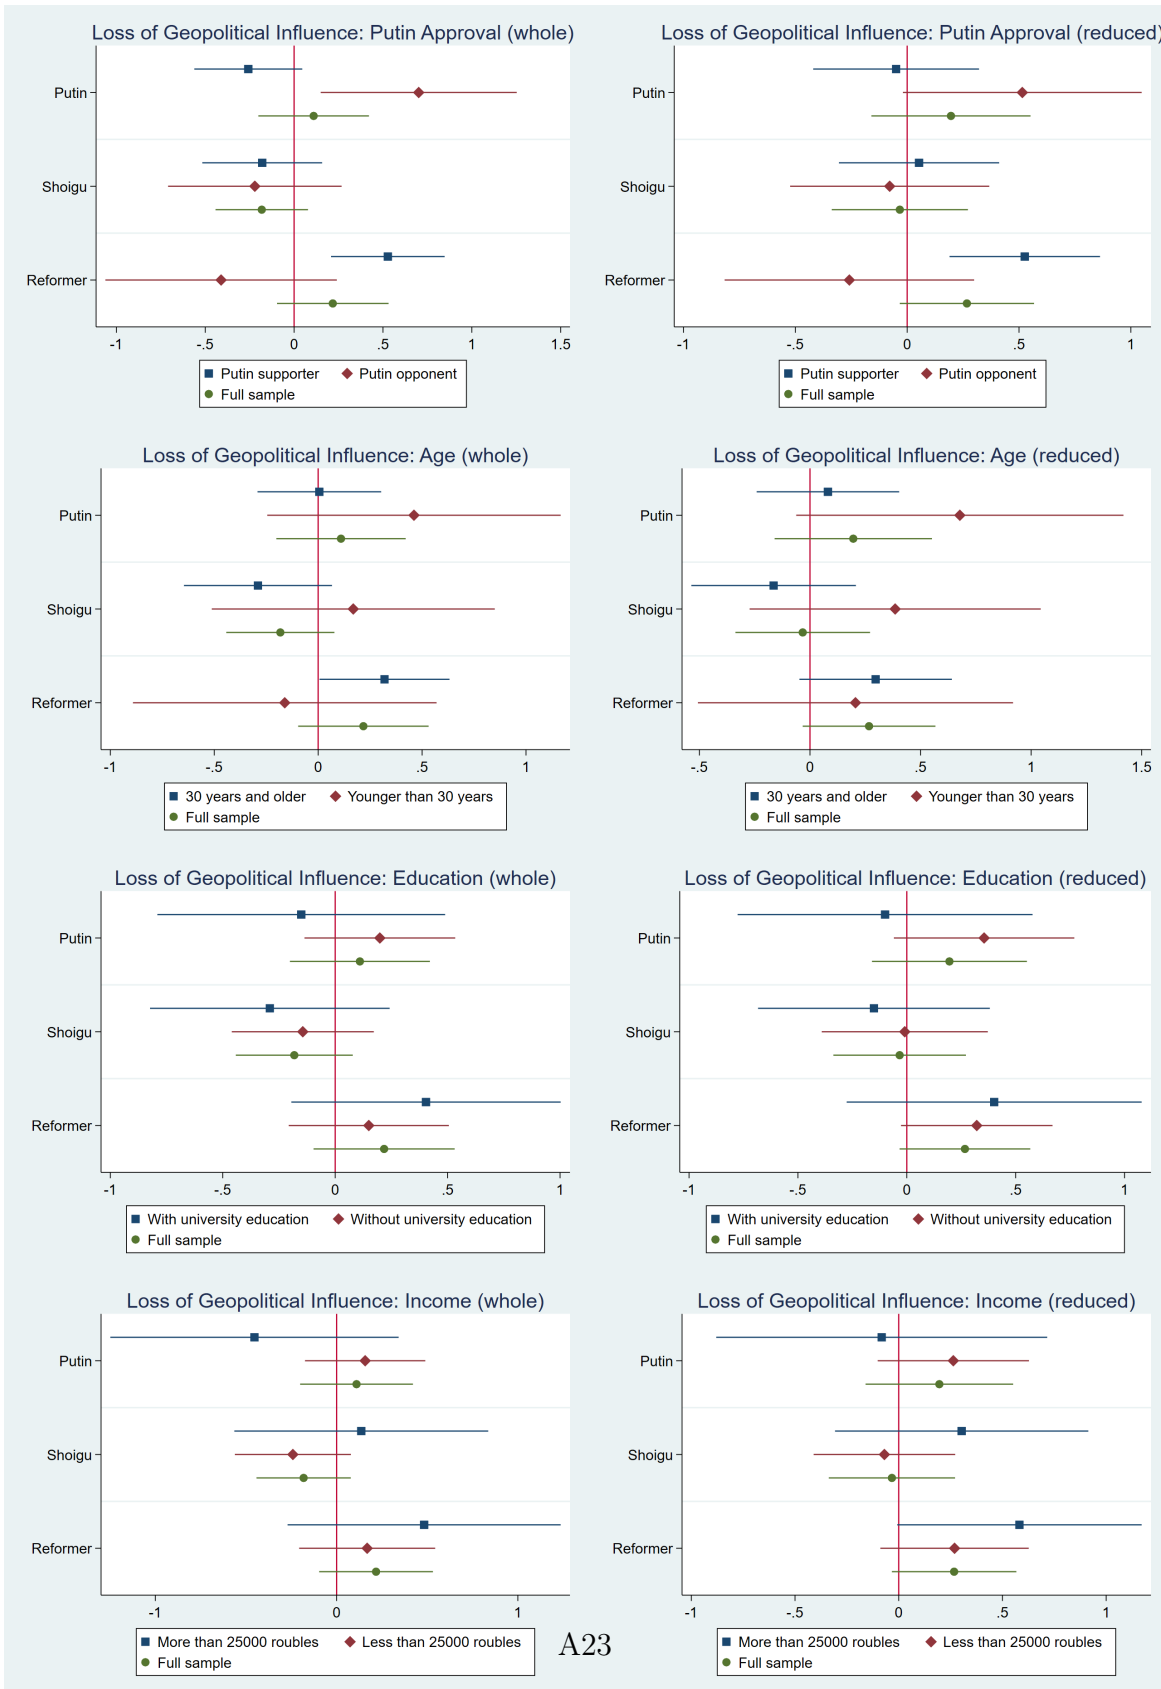 Loss of Geopolitical Influence: Putin Approval (whole)
Putin
Shoigu
Reformer
-1 -.5 0 .5 1 1.5
Putin supporter Putin opponent
Full sample
Loss of Geopolitical Influence: Putin Approval (reduced)
Putin
Shoigu
Reformer
-1 -.5 0 .5 1
Putin supporter Putin opponent
Full sample
Loss of Geopolitical Influence: Age (whole)
Putin
Shoigu
Reformer
-1 -.5 0 .5 1
30 years and older Younger than 30 years
Full sample
Loss of Geopolitical Influence: Age (reduced)
Putin
Shoigu
Reformer
-.5 0 .5 1 1.5
30 years and older Younger than 30 years
Full sample
Loss of Geopolitical Influence: Education (whole)
Putin
Shoigu
Reformer
-1 -.5 0 .5 1
With university education Without university education
Full sample
Loss of Geopolitical Influence: Education (reduced)
Putin
Shoigu
Reformer
-1 -.5 0 .5 1
With university education Without university education
Full sample
Loss of Geopolitical Influence: Income (whole)
Putin
Shoigu
Reformer
-1 0 1
More than 25000 roubles Less than 25000 roubles
Full sample
Loss of Geopolitical Influence: Income (reduced)
Putin
Shoigu
Reformer
-1 -.5 0 .5 1
More than 25000 roubles Less than 25000 roubles
Full sample
A23